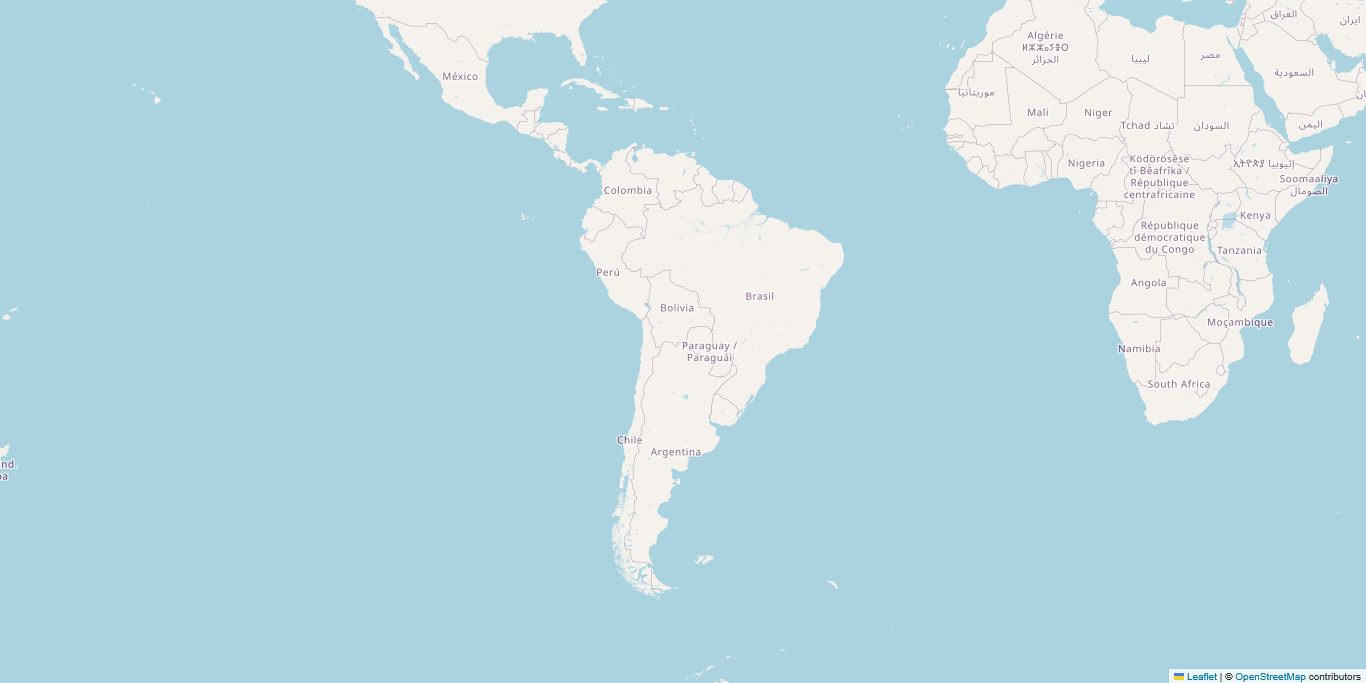 العراق
ایران
Algérie
ⵍⵣⵣⴰⵢⴻⵔ
الجزائر
ليبيا
مصر
México
السعودية
موريتانيا
Mali
Niger
Tchad تشاد
السودان
اليمن
Nigeria
Ködörösêse
tî Bêafrîka /
République
centrafricaine
ኢትዮጵያ إثيوبيا
Soomaaliya
الصومال
Colombia
Kenya
République
démocratique
du Congo
Tanzania
Perú
Angola
Brasil
Bolivia
Moçambique
Paraguay /
Paraguái
Namibia
South Africa
Chile
Argentina
nd
Leaflet | © OpenStreetMap contributors